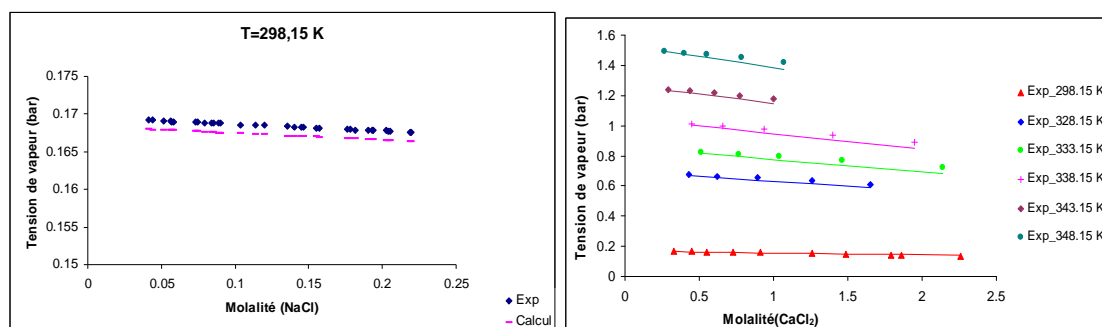 T=298,15 K
Tension de vapeur (bar)
0.175
0.17
0.165
0.16
0.155
0.15
0
0.05
0.1
0.15
0.2
0.25
Molalité (NaCl)
Exp
Calcul
Tension de vapeur (bar)
1.6
1.4
1.2
1
0.8
0.6
0.4
0.2
0
0
0.5
1
1.5
2
2.5
Molalité(CaCl₂)
Exp_298.15 K
Exp_328.15 K
Exp_333.15 K
Exp_338.15 K
Exp_343.15 K
Exp_348.15 K